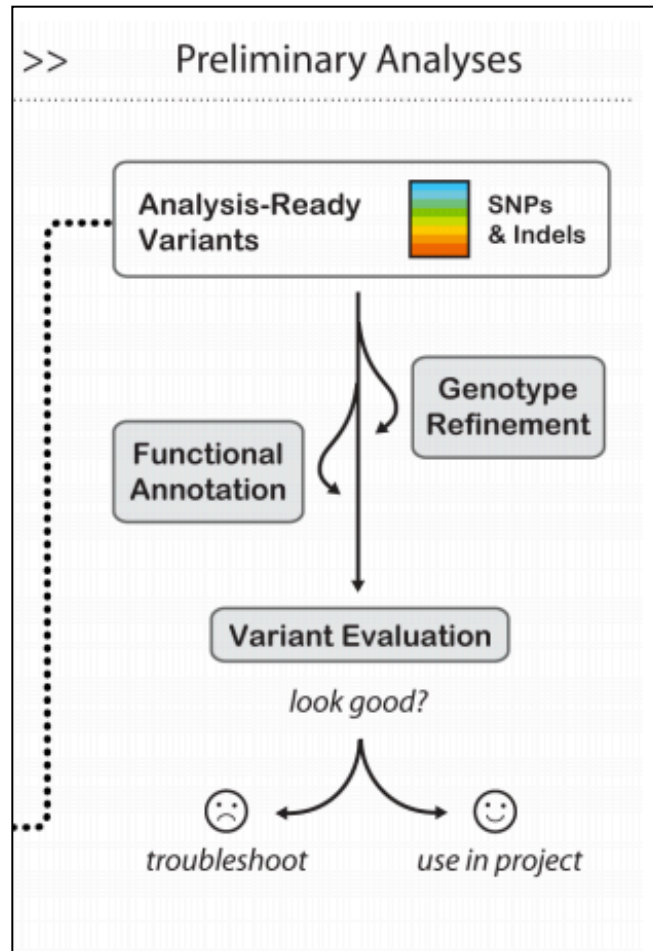 >> Preliminary Analyses
Analysis-Ready
Variants
SNPs
& Indels
Genotype
Refinement
Functional
Annotation
Variant Evaluation
look good?
troubleshoot
use in project